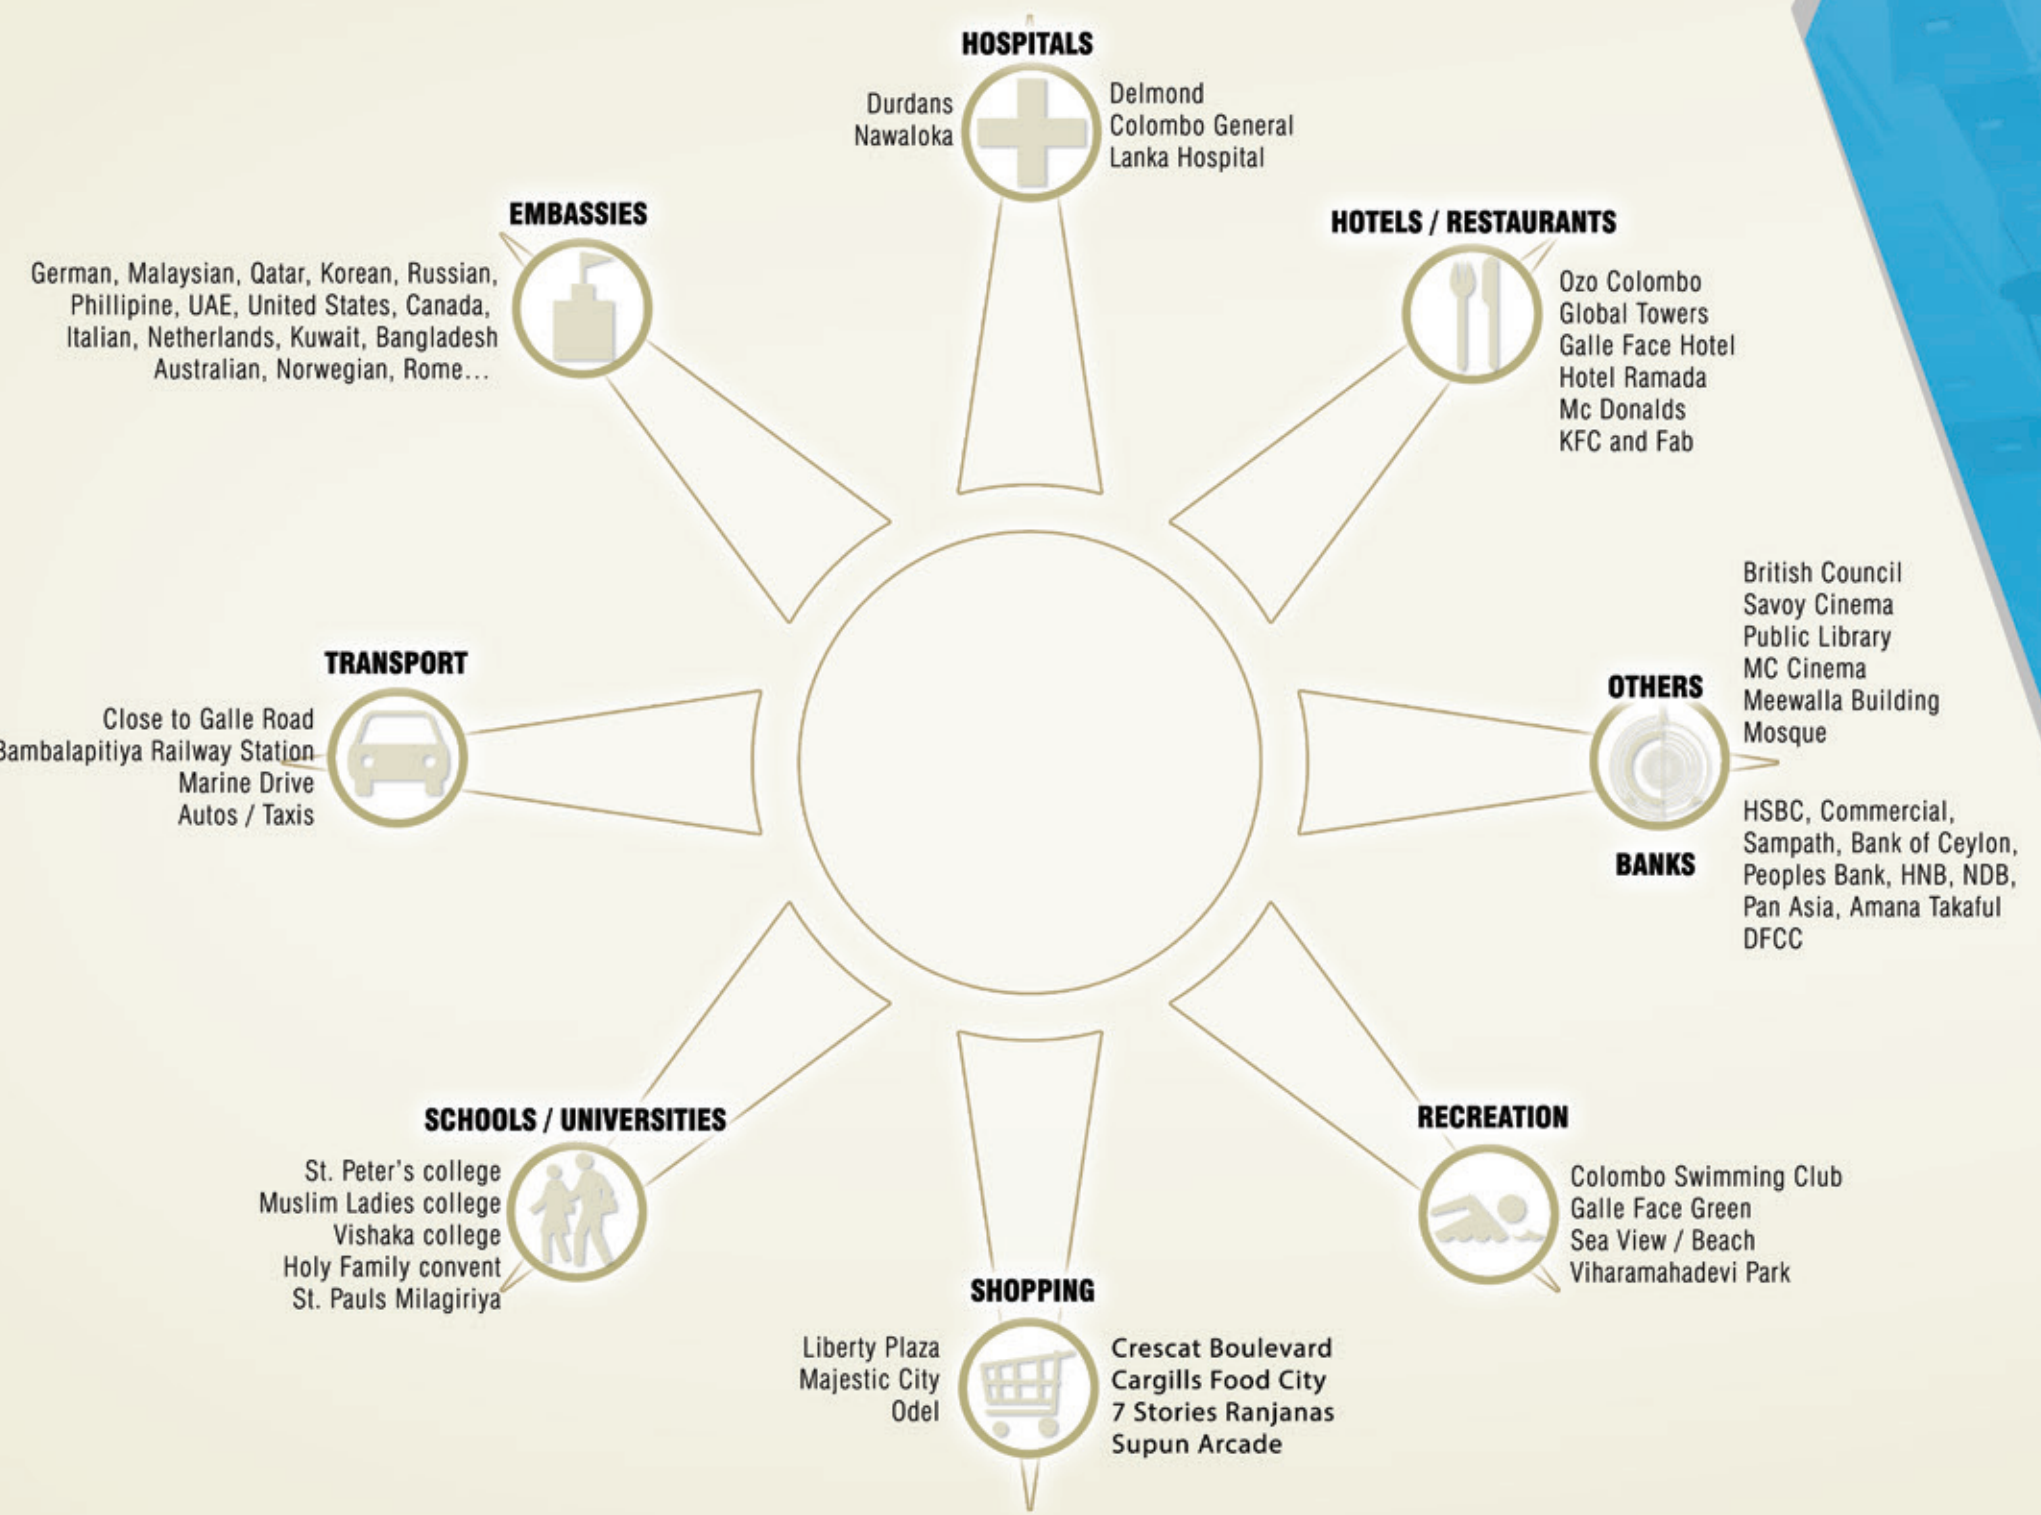 HOSPITALS
Durdans
Nawaloka
Delmond
Colombo General
Lanka Hospital
EMBASSIES
German, Malaysian, Qatar, Korean, Russian,
Phillipine, UAE, United States, Canada,
Italian, Netherlands, Kuwait, Bangladesh
Australian, Norwegian, Rome...
HOTELS / RESTAURANTS
Ozo Colombo
Global Towers
Galle Face Hotel
Hotel Ramada
Mc Donalds
KFC and Fab
TRANSPORT
Close to Galle Road
Bambalapitiya Railway Station
Marine Drive
Autos / Taxis
OTHERS
British Council
Savoy Cinema
Public Library
MC Cinema
Meewalla Building
Mosque
BANKS
HSBC, Commercial,
Sampath, Bank of Ceylon,
Peoples Bank, HNB, NDB,
Pan Asia, Amana Takaful
DFCC
SCHOOLS / UNIVERSITIES
St. Peter's college
Muslim Ladies college
Vishaka college
Holy Family convent
St. Pauls Milagiriya
RECREATION
Colombo Swimming Club
Galle Face Green
Sea View / Beach
Viharamahadevi Park
SHOPPING
Liberty Plaza
Majestic City
Odel
Crescat Boulevard
Cargills Food City
7 Stories Ranjanas
Supun Arcade